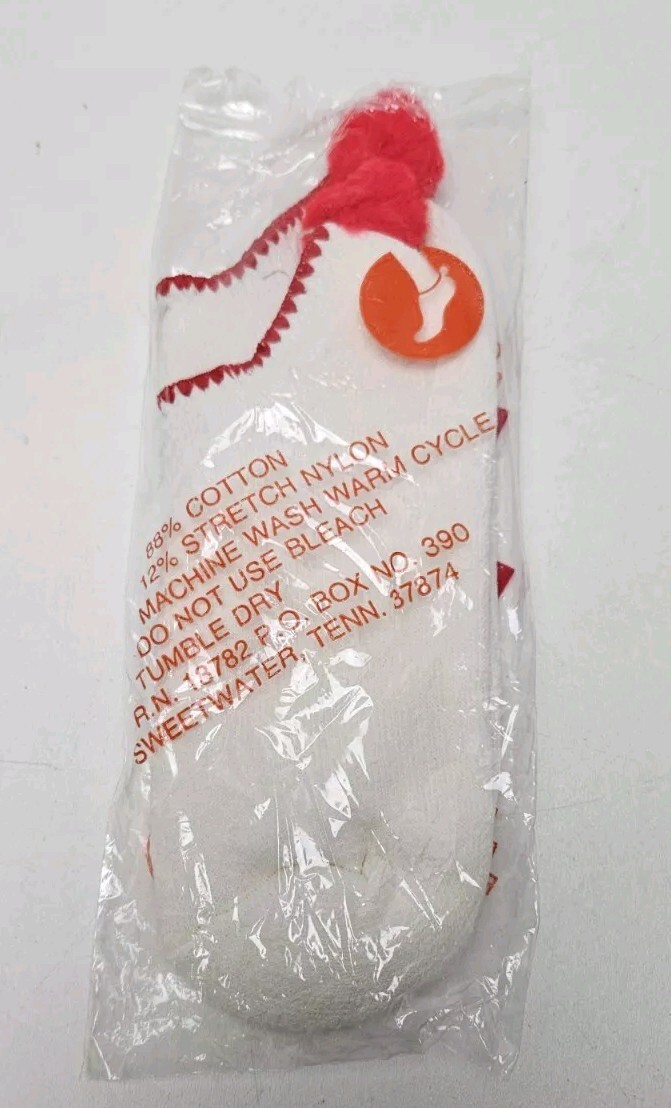 88% COTTON
12% STRETCH NYLON
MACHINE WASH WARM CYCLE
DO NOT USE BLEACH
TUMBLE DRY
R.N. 13782 P.O. BOX NO. 390
SWEETWATER, TENN. 37874